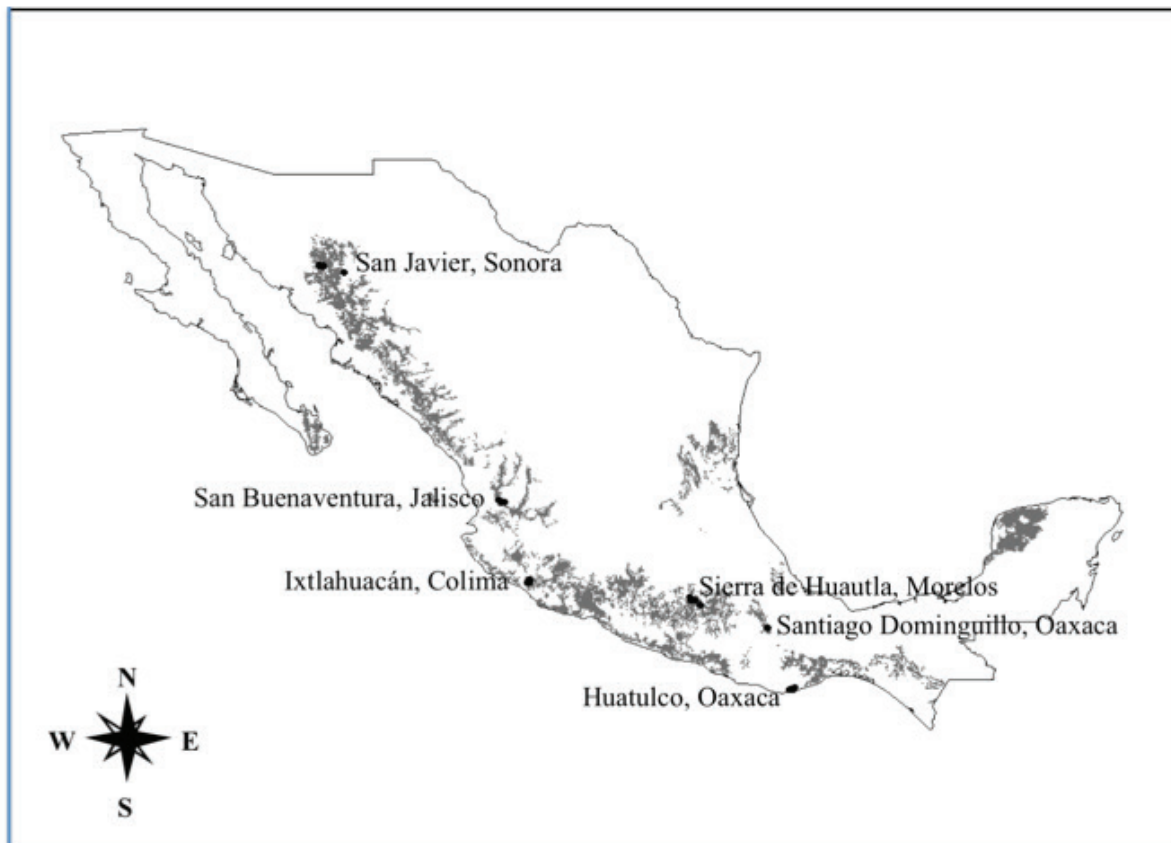 San Javier, Sonora
San Buenaventura, Jalisco
Ixtlahuacán, Colima
Sierra de Huautla, Morelos
Santiago Dominguillo, Oaxaca
Huatulco, Oaxaca
N
W E
S